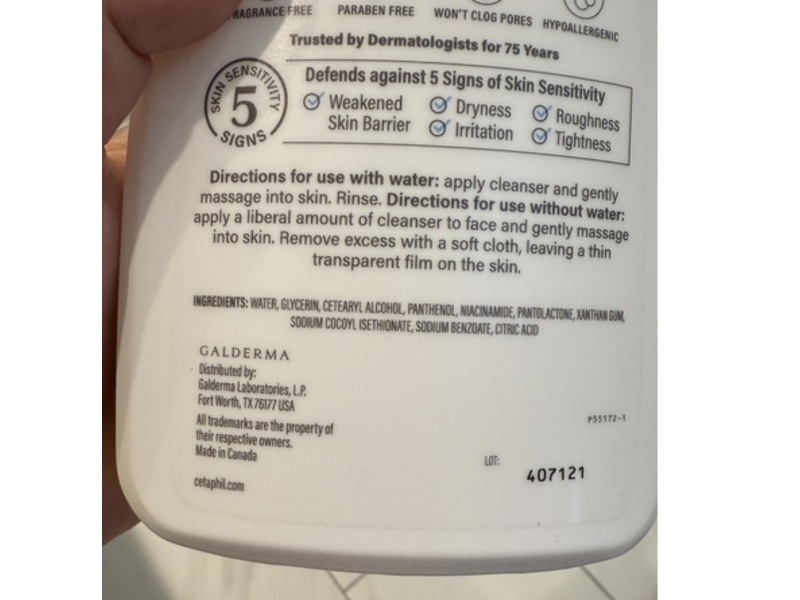 FRAGRANCE FREE PARABEN FREE WON'T CLOG PORES HYPOALLERGENIC
Trusted by Dermatologists for 75 Years
SKIN SENSITIVITY
5
SIGNS
Defends against 5 Signs of Skin Sensitivity
Weakened Dryness Roughness
Skin Barrier Irritation Tightness
Directions for use with water: apply cleanser and gently
massage into skin. Rinse. Directions for use without water:
apply a liberal amount of cleanser to face and gently massage
into skin. Remove excess with a soft cloth, leaving a thin
transparent film on the skin.
INGREDIENTS: WATER, GLYCERIN, CETEARYL ALCOHOL, PANTHENOL, NIACINAMIDE, PANTOLACTONE, XANTHAN GUM,
SODIUM COCOYL ISETHIONATE, SODIUM BENZOATE, CITRIC ACID
GALDERMA
Distributed by:
Galderma Laboratories, L.P.
Fort Worth, TX 76177 USA
All trademarks are the property of
their respective owners.
Made in Canada
cetaphil.com
P55172-1
LOT:
407121